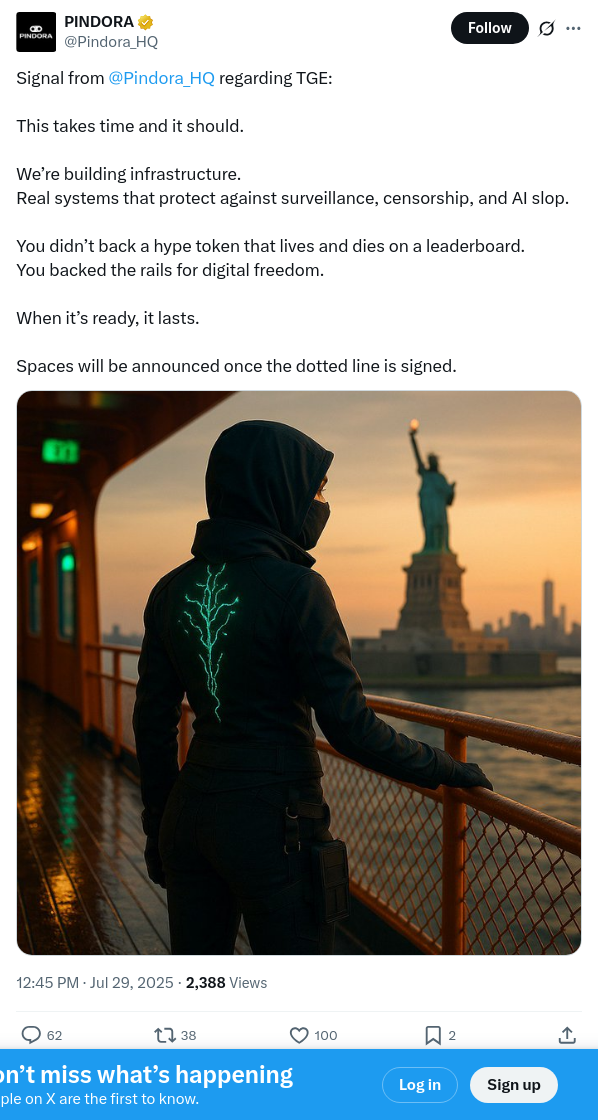 PINDORA
@Pindora_HQ
Follow
PINDORA
Signal from @Pindora_HQ regarding TGE:
This takes time and it should.
We’re building infrastructure.
Real systems that protect against surveillance, censorship, and AI slop.
You didn’t back a hype token that lives and dies on a leaderboard.
You backed the rails for digital freedom.
When it’s ready, it lasts.
Spaces will be announced once the dotted line is signed.
12:45 PM · Jul 29, 2025 · 2,388 Views
62 38 100 2
on’t miss what’s happening
ple on X are the first to know.
Log in
Sign up